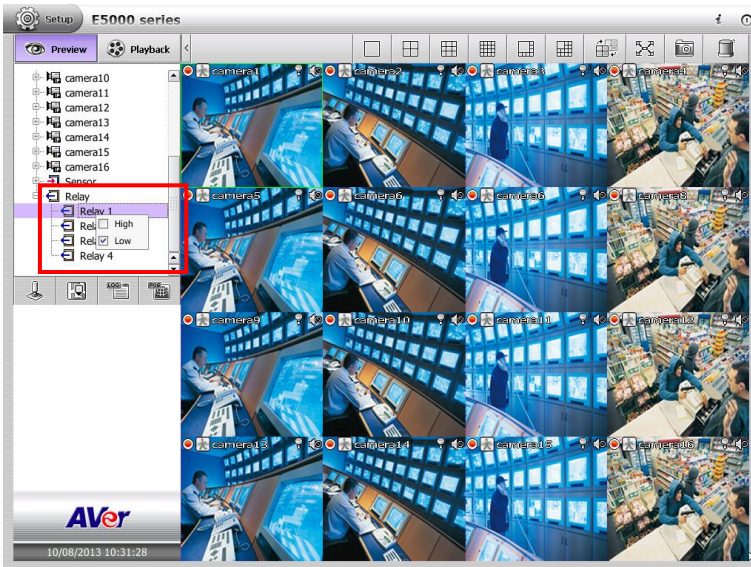 Setup E5000 series i
Preview Playback <
camera10
camera11
camera12
camera13
camera14
camera15
camera16
Sensor
Relay
Relay 1
High
Low
Relay 4
LOG POS
camera1 camera2 camera3 camera4
camera5 camera6 camera8
camera9 camera10 camera11 camera12
camera13 camera14 camera15 camera16
AVer
10/08/2013 10:31:28